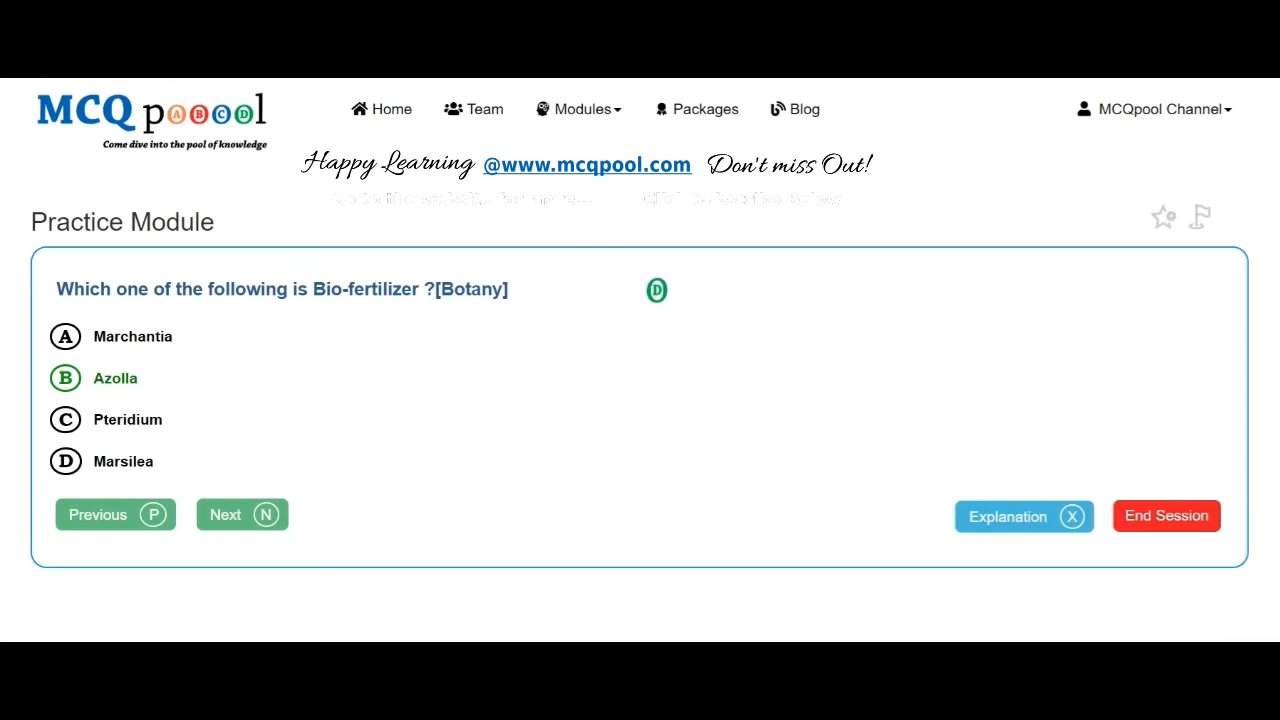 MCQ pooool
Come dive into the pool of knowledge
Home Team Modules Packages Blog MCQpool Channel
Happy Learning @www.mcqpool.com Don't miss Out!
Practice Module
Which one of the following is Bio-fertilizer ?[Botany] D
A Marchantia
B Azolla
C Pteridium
D Marsilea
Previous P Next N Explanation X End Session